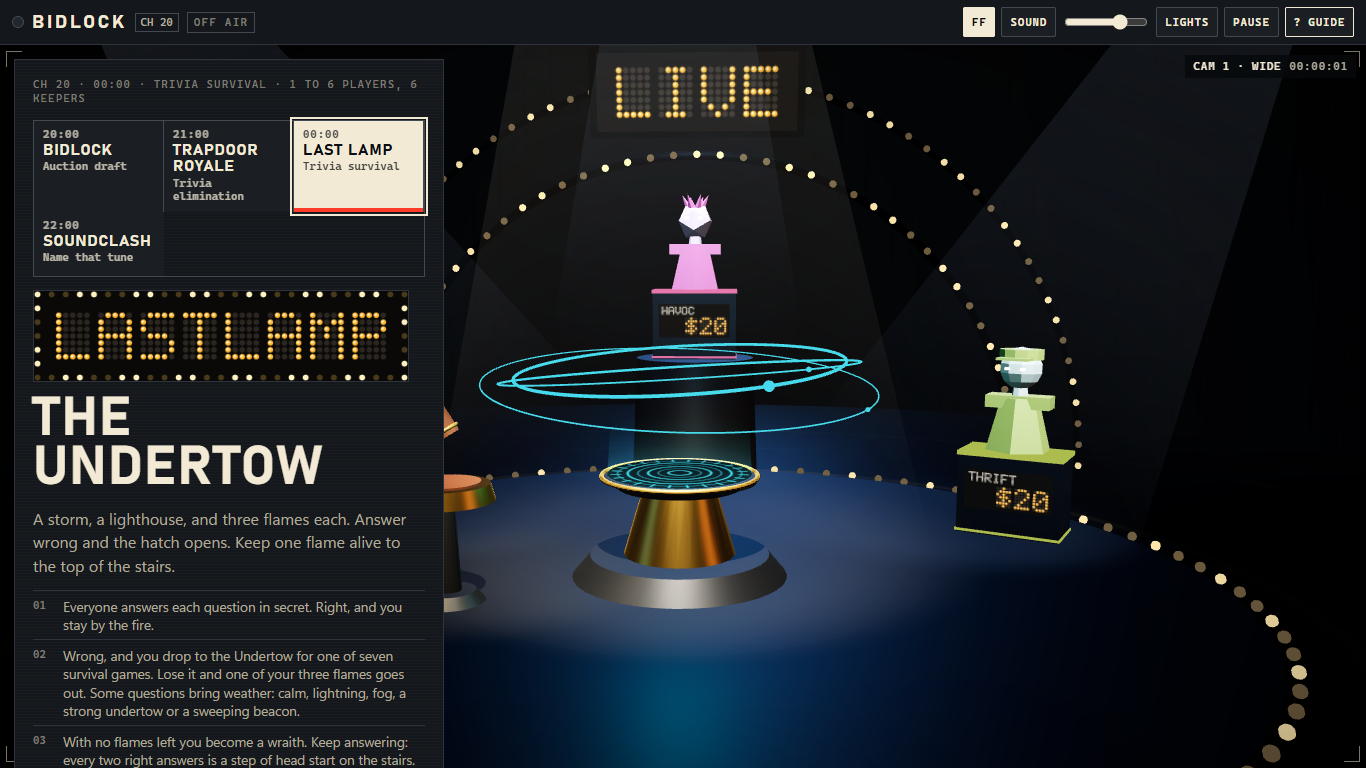 BIDLOCK CH 20 OFF AIR
FF SOUND LIGHTS PAUSE ? GUIDE
CAM 1 · WIDE 00:00:01
CH 20 · 00:00 · TRIVIA SURVIVAL · 1 TO 6 PLAYERS, 6
KEEPERS
20:00
BIDLOCK
Auction draft
21:00
TRAPDOOR
ROYALE
Trivia
elimination
00:00
LAST LAMP
Trivia survival
22:00
SOUNDCLASH
Name that tune
LASTLAMP
THE
UNDERTOW
A storm, a lighthouse, and three flames each. Answer
wrong and the hatch opens. Keep one flame alive to
the top of the stairs.
01 Everyone answers each question in secret. Right, and you
stay by the fire.
02 Wrong, and you drop to the Undertow for one of seven
survival games. Lose it and one of your three flames goes
out. Some questions bring weather: calm, lightning, fog, a
strong undertow or a sweeping beacon.
03 With no flames left you become a wraith. Keep answering:
every two right answers is a step of head start on the stairs.
LIVE
HAVOC
$20
THRIFT
$20